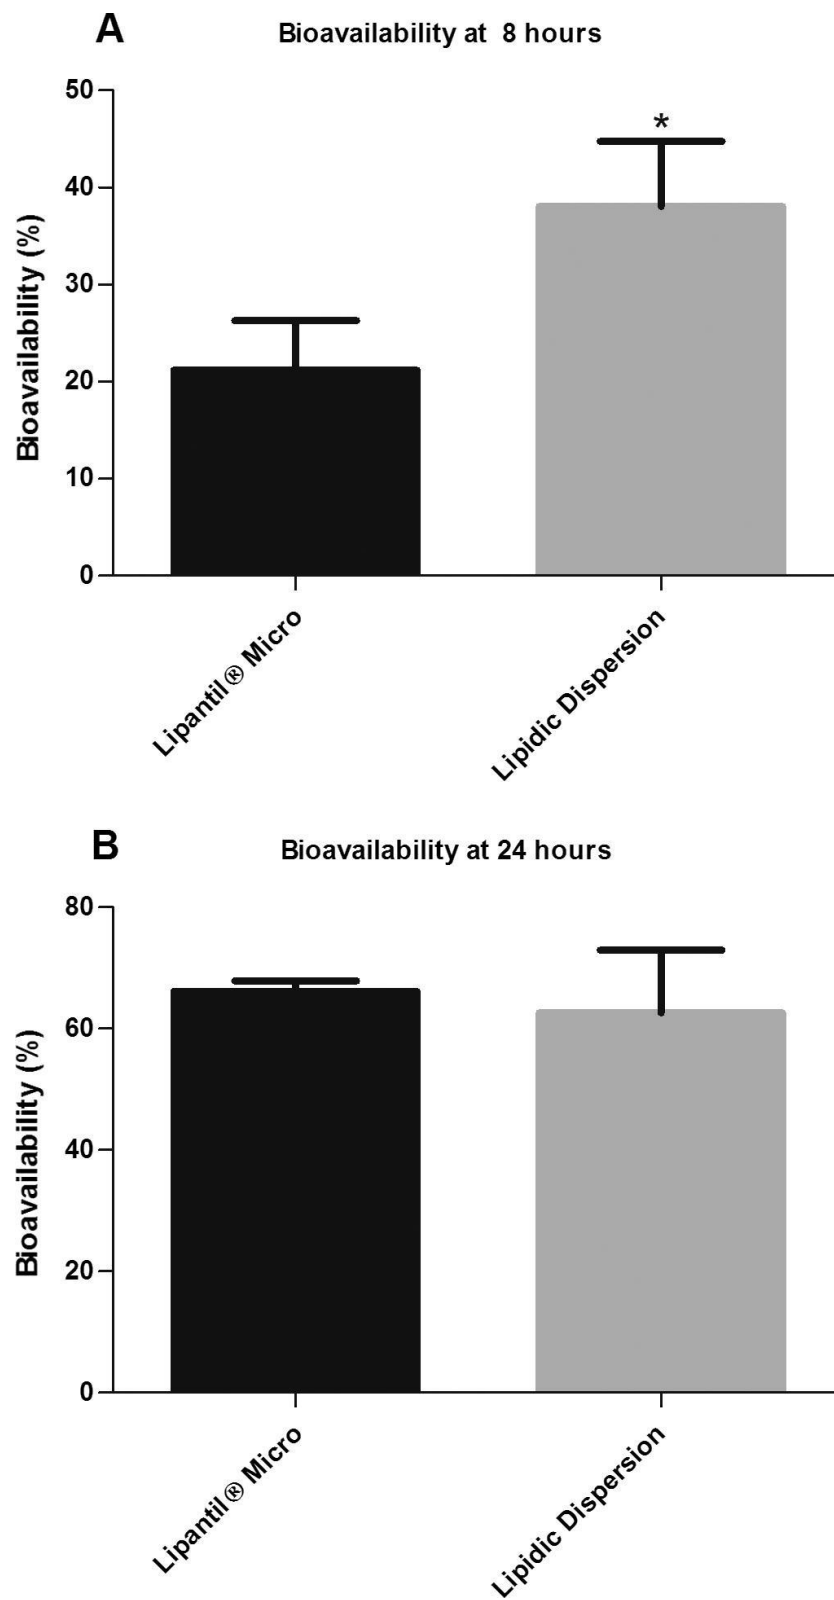 A
Bioavailability at 8 hours
Bioavailability (%)
50
40
30
20
10
0
*
Lipantil® Micro
Lipidic Dispersion
B
Bioavailability at 24 hours
Bioavailability (%)
80
60
40
20
0
Lipantil® Micro
Lipidic Dispersion